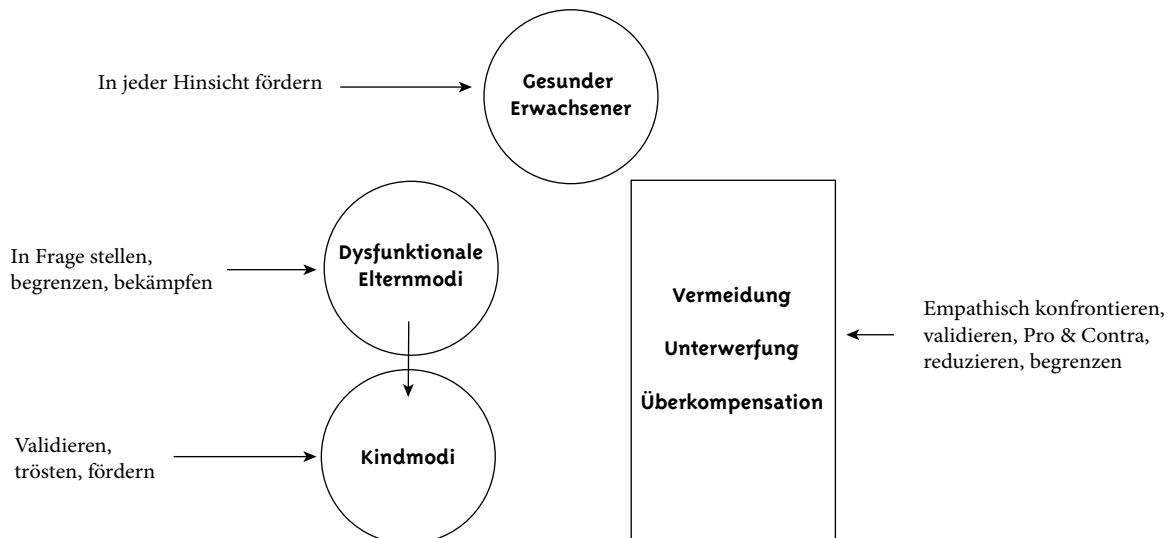 In jeder Hinsicht fördern
Gesunder
Erwachsener
In Frage stellen,
begrenzen, bekämpfen
Dysfunktionale
Elternmodi
Vermeidung
Unterwerfung
Überkompensation
Empathisch konfrontieren,
validieren, Pro & Contra,
reduzieren, begrenzen
Validieren,
trösten, fördern
Kindmodi